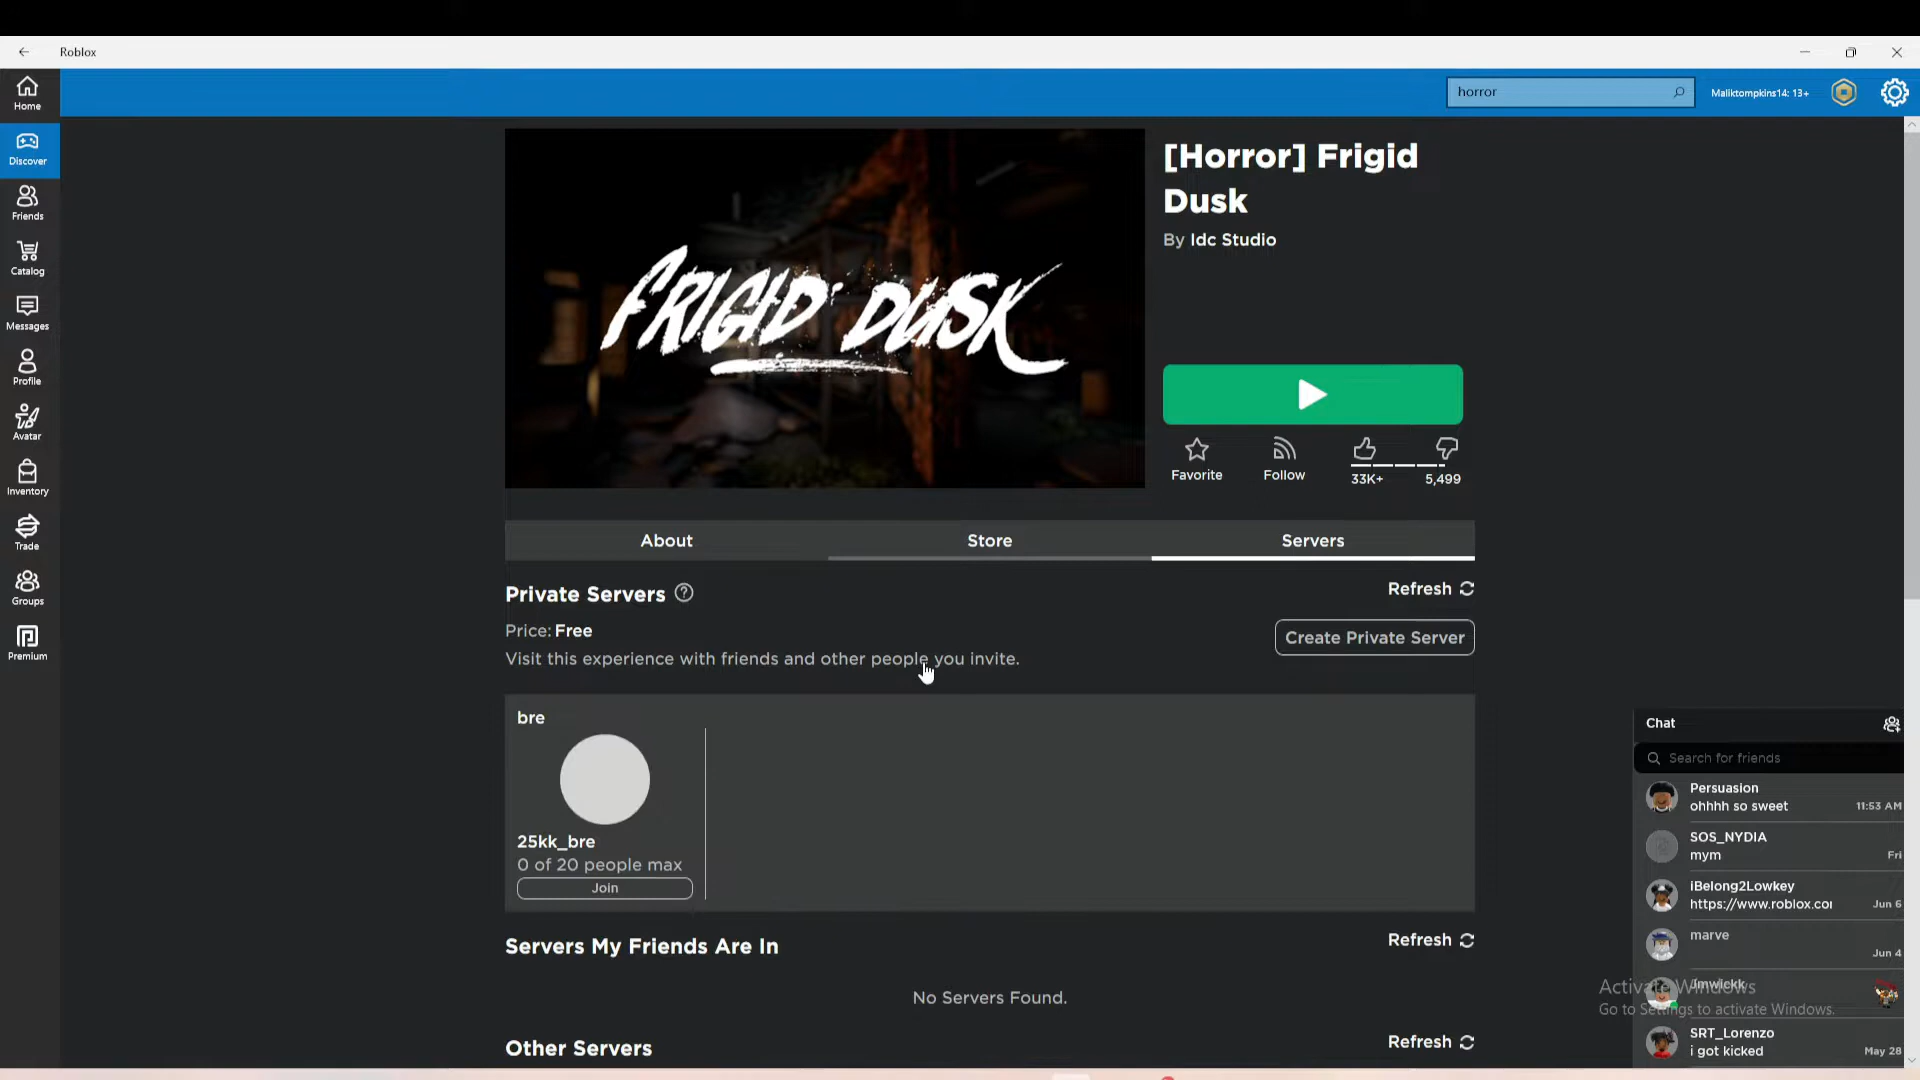 Roblox
Home
horror
Maliktompkins14: 13+
Discover
Friends
Catalog
Messages
Profile
Avatar
Inventory
Trade
Groups
Premium
FRIGID DUSK
[Horror] Frigid
Dusk
By Idc Studio
Favorite
Follow
33K+
5,499
About
Store
Servers
Private Servers
Refresh
Price: Free
Create Private Server
Visit this experience with friends and other people you invite.
bre
25kk_bre
0 of 20 people max
Join
Servers My Friends Are In
Refresh
No Servers Found.
Other Servers
Refresh
Chat
Search for friends
Persuasion
ohhhh so sweet 11:53 AM
SOS_NYDIA
mym Fri
iBelong2Lowkey
https://www.roblox.co Jun 6
marve
Jun 4
Jmwickk
Activate Windows
Go to Settings to activate Windows.
SRT_Lorenzo
i got kicked May 28